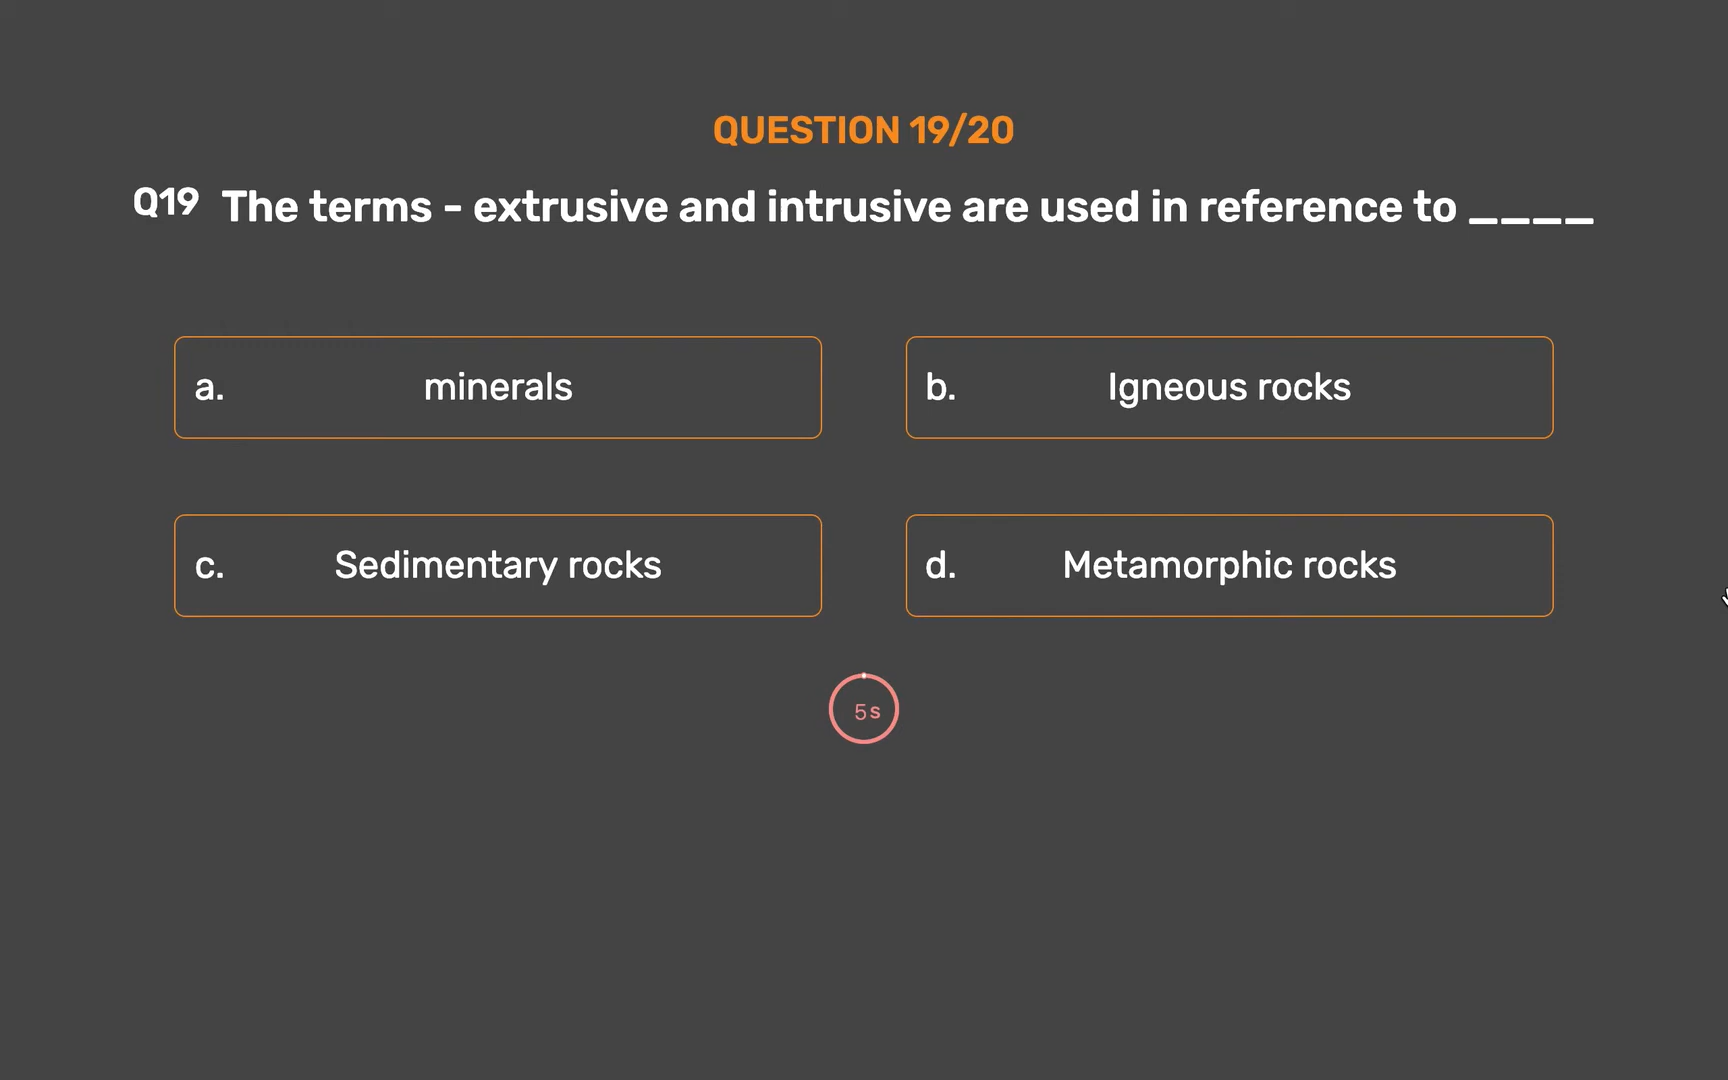 QUESTION 19/20
Q19 The terms - extrusive and intrusive are used in reference to ____
a. minerals
b. Igneous rocks
c. Sedimentary rocks
d. Metamorphic rocks
5s